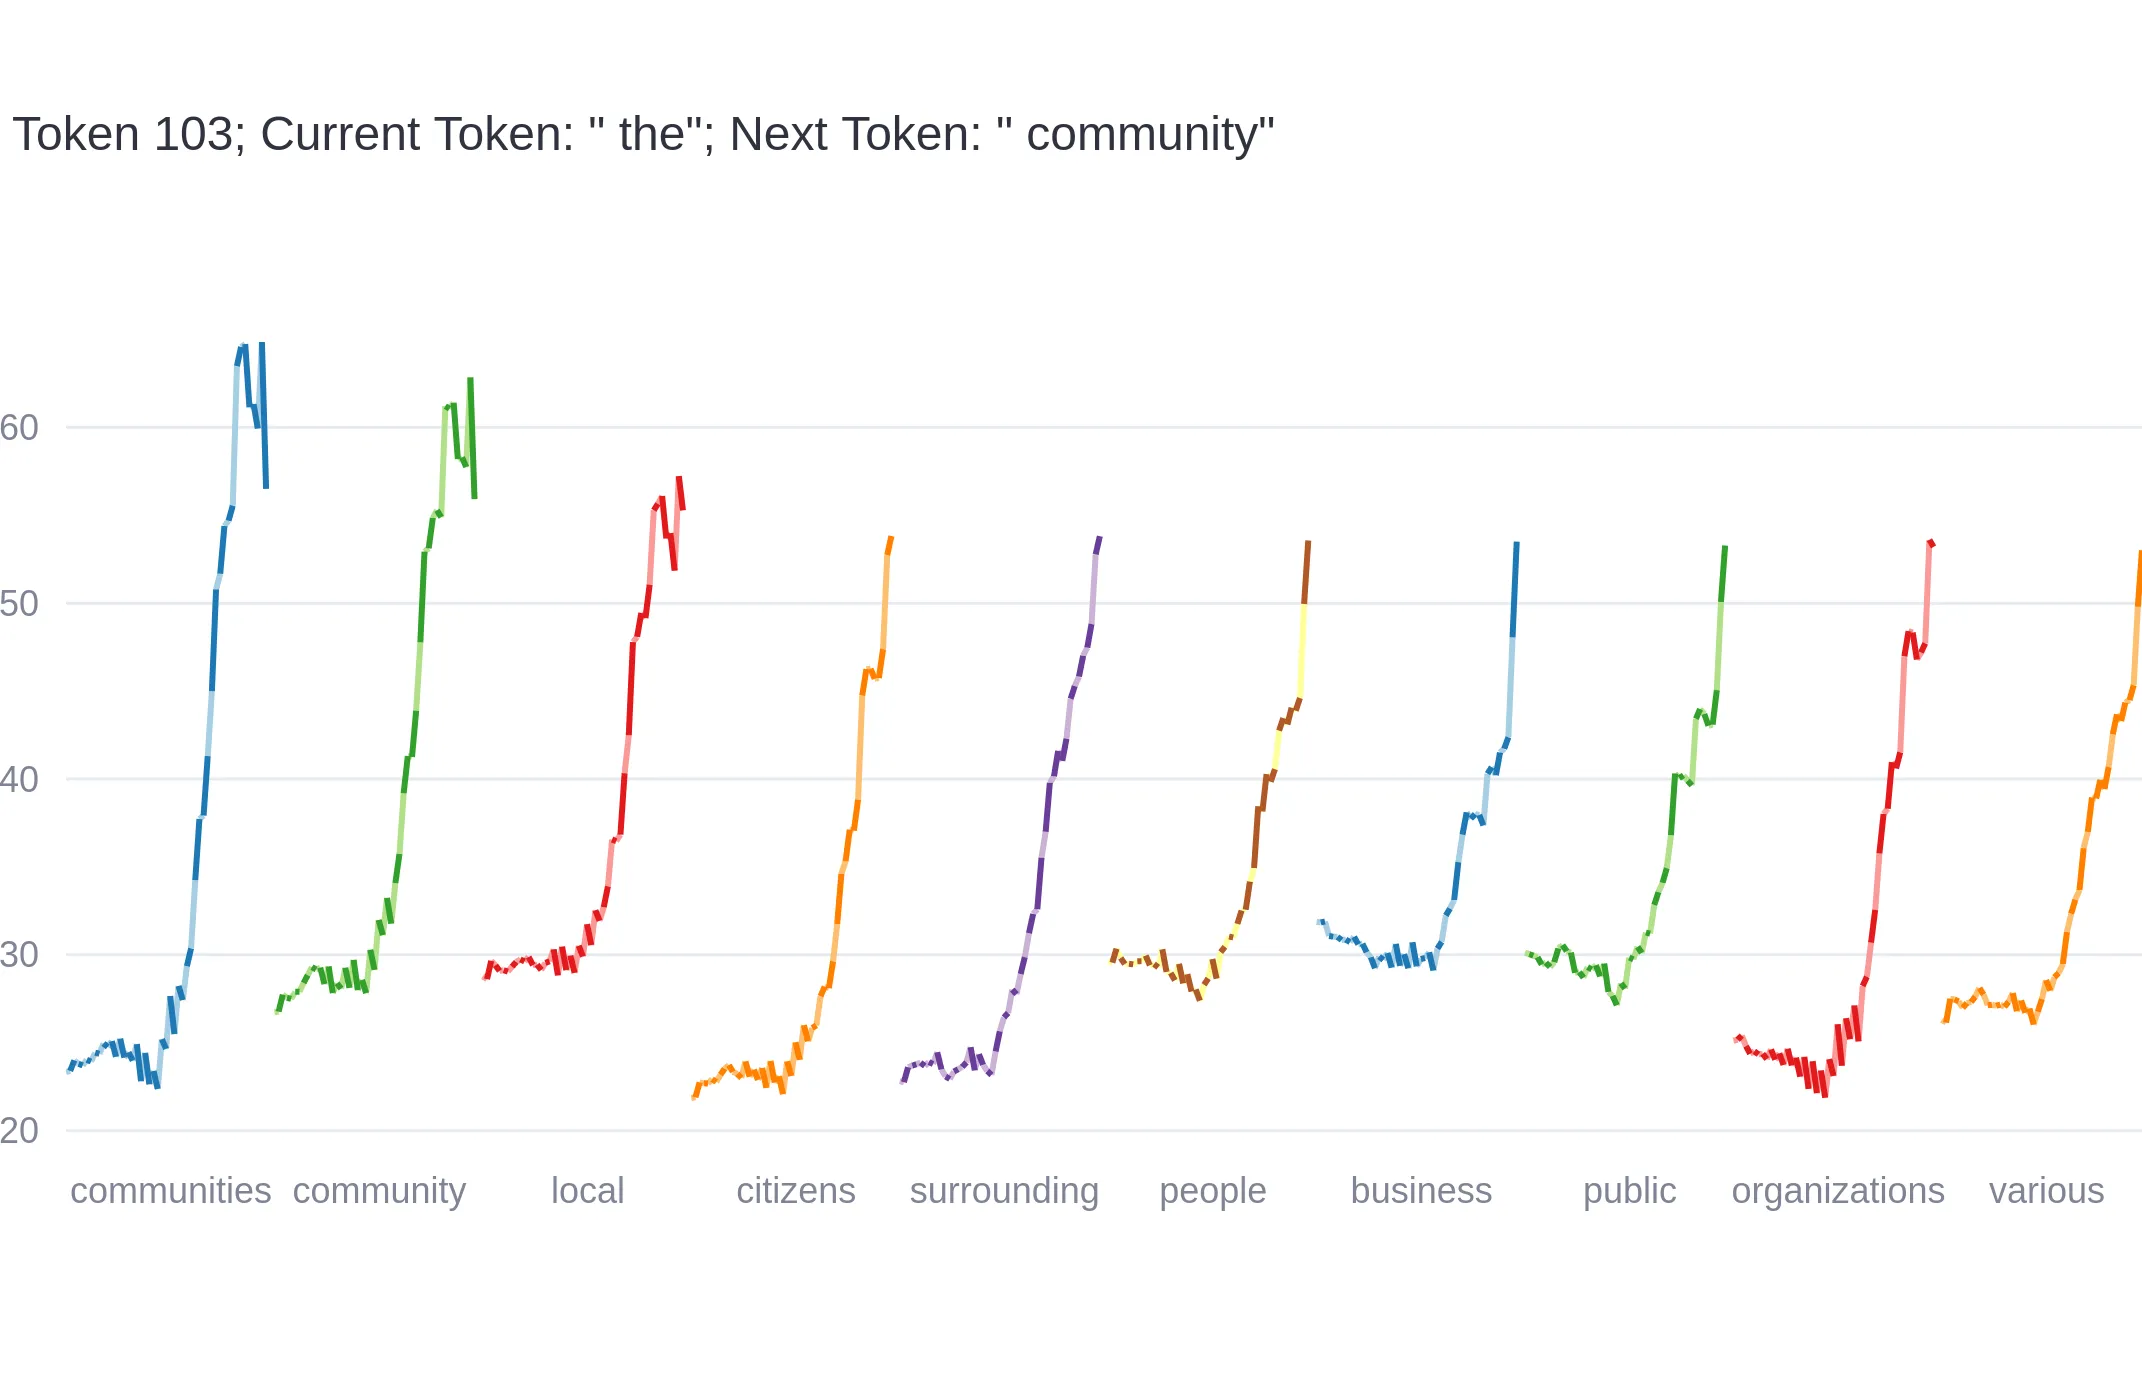 Token 103; Current Token: " the"; Next Token: " community"
60
50
40
30
20
communities community local citizens surrounding people business public organizations various